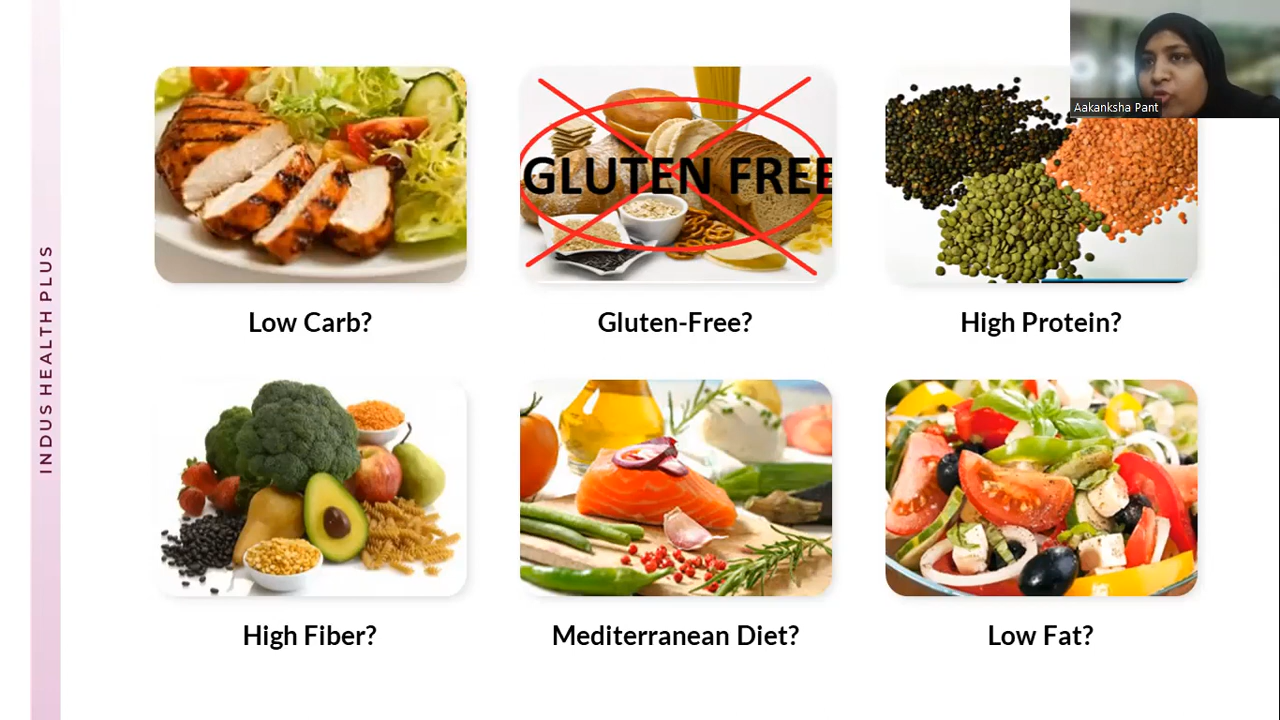 INDUS HEALTH PLUS
Aakanksha Pant
GLUTEN FREE
Low Carb?
Gluten-Free?
High Protein?
High Fiber?
Mediterranean Diet?
Low Fat?